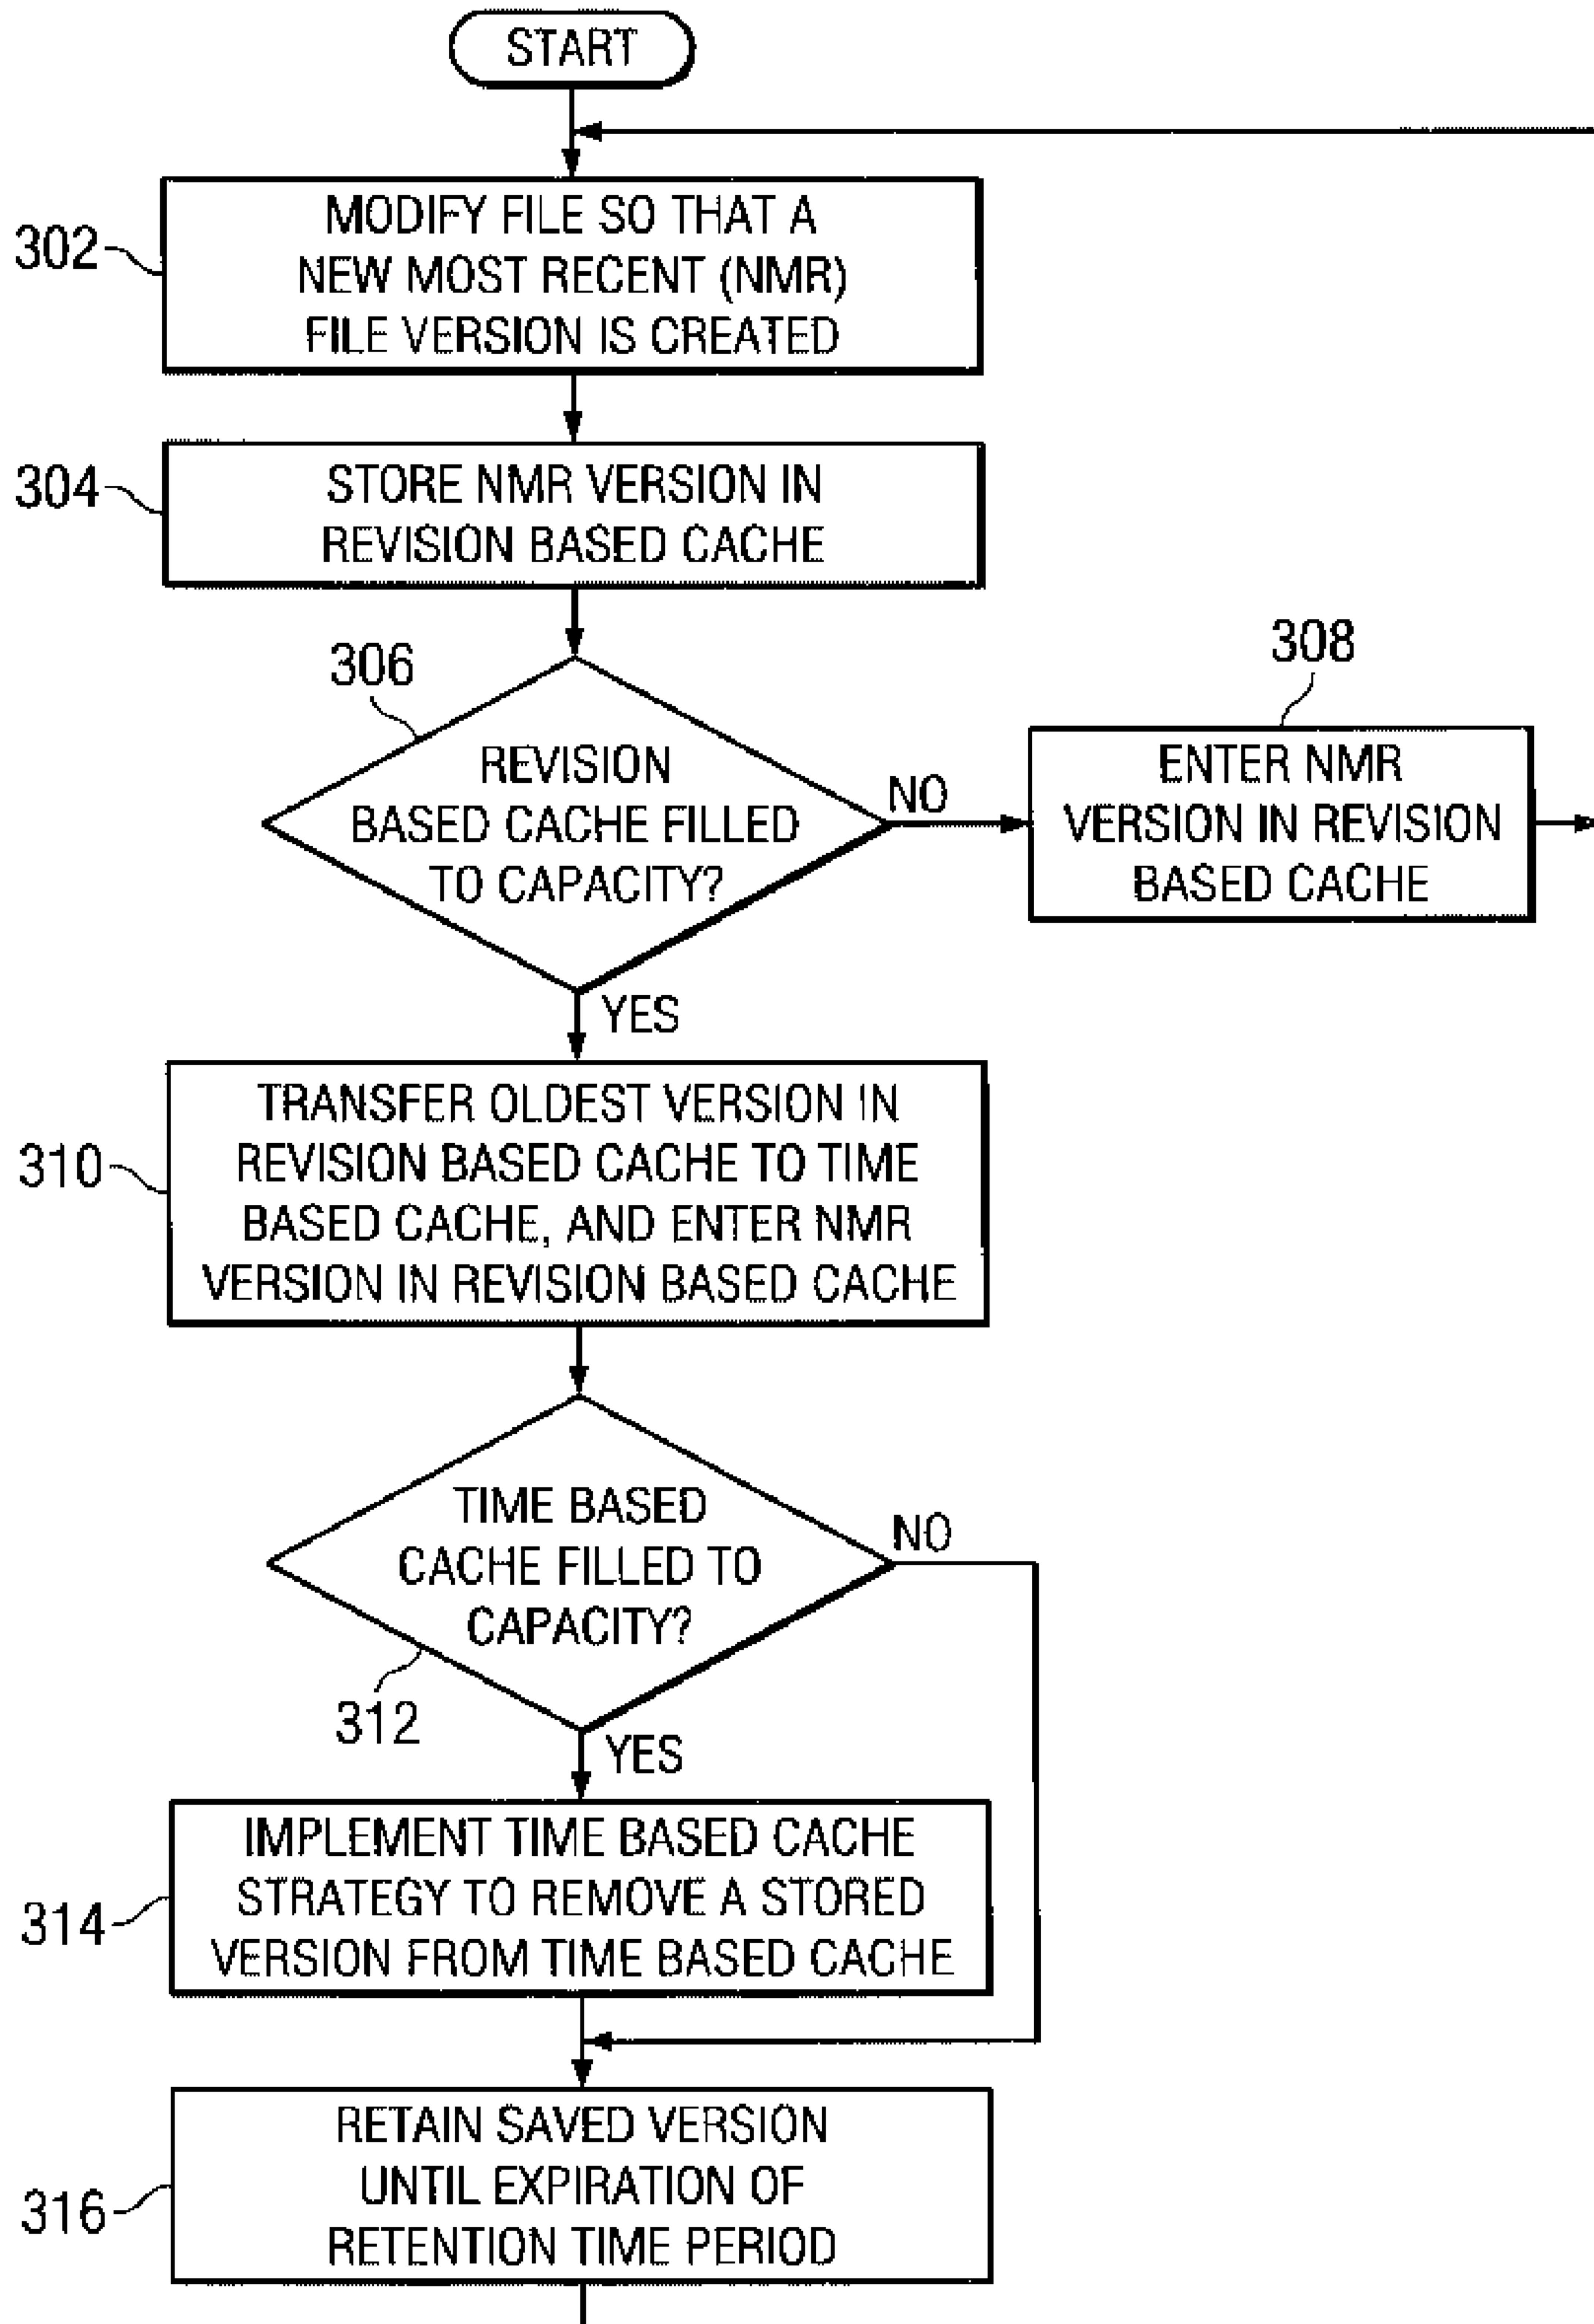 START
302
MODIFY FILE SO THAT A
NEW MOST RECENT (NMR)
FILE VERSION IS CREATED
304
STORE NMR VERSION IN
REVISION BASED CACHE
306
REVISION
BASED CACHE FILLED
TO CAPACITY?
NO
308
ENTER NMR
VERSION IN REVISION
BASED CACHE
YES
310
TRANSFER OLDEST VERSION IN
REVISION BASED CACHE TO TIME
BASED CACHE, AND ENTER NMR
VERSION IN REVISION BASED CACHE
TIME BASED
CACHE FILLED TO
CAPACITY?
NO
312
YES
314
IMPLEMENT TIME BASED CACHE
STRATEGY TO REMOVE A STORED
VERSION FROM TIME BASED CACHE
316
RETAIN SAVED VERSION
UNTIL EXPIRATION OF
RETENTION TIME PERIOD